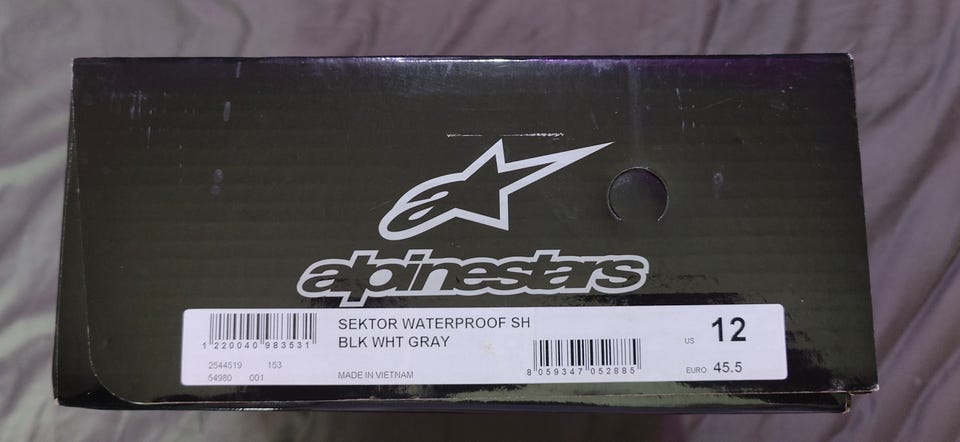 alpinestars
1 220040 983531
2544519 153
54980 001
SEKTOR WATERPROOF SH
BLK WHT GRAY
MADE IN VIETNAM
8 059347 052885
US 12
EURO 45.5